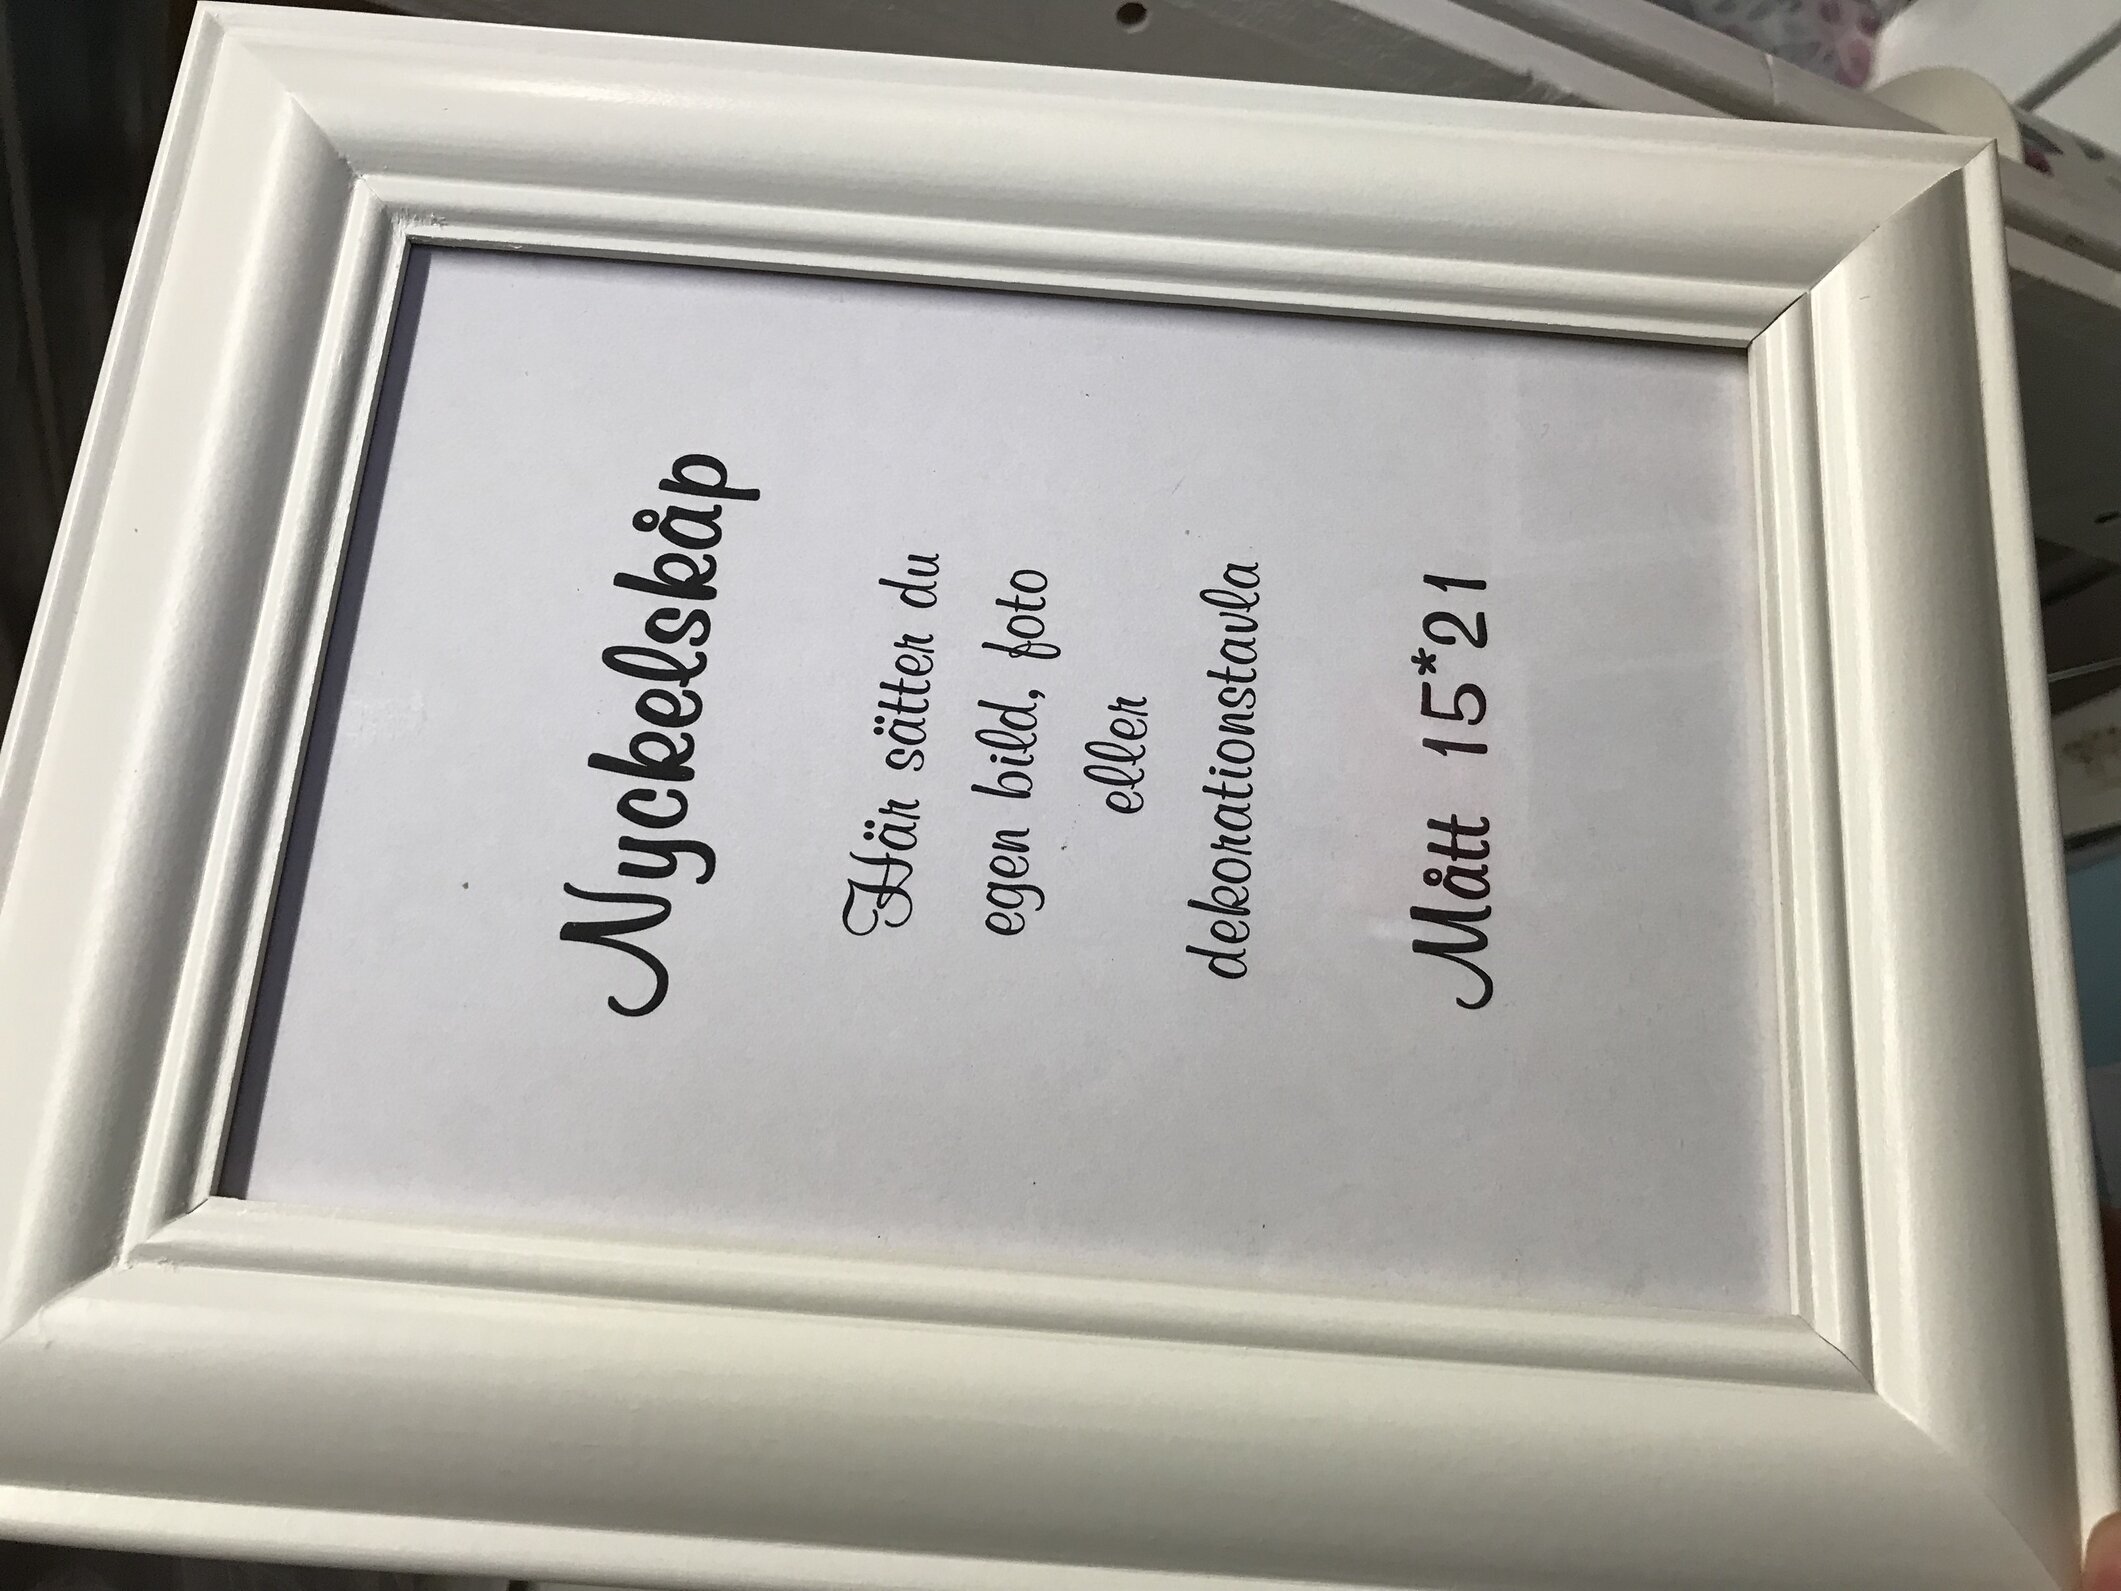 Nyckelskåp
Här sätter du
egen bild, foto
eller
dekorationstavla
Mått 15*21